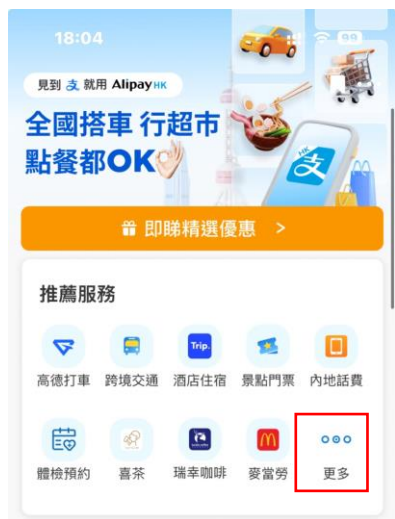 18:04
99
見到 支 就用 AlipayHK
全國搭車 行超市
點餐都OK
HK
支
即睇精選優惠 >
推薦服務
Trip.
高德打車 跨境交通 酒店住宿 景點門票 內地話費
體檢預約 喜茶 瑞幸咖啡 麥當勞 更多